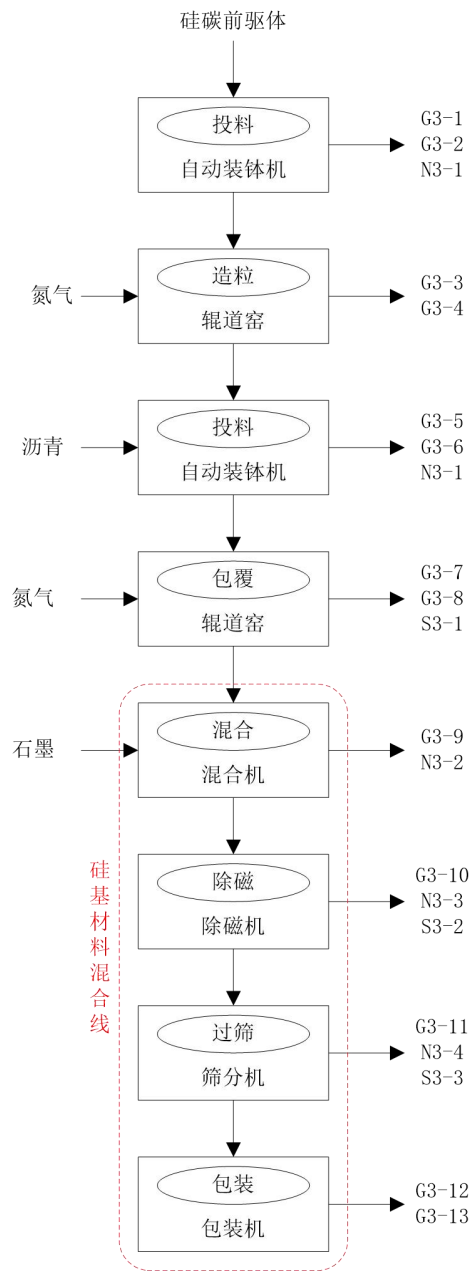 硅碳前驱体
投料
自动装钵机
G3-1
G3-2
N3-1
氮气
造粒
辊道窑
G3-3
G3-4
沥青
投料
自动装钵机
G3-5
G3-6
N3-1
氮气
包覆
辊道窑
G3-7
G3-8
S3-1
石墨
混合
混合机
G3-9
N3-2
硅基材料混合线
除磁
除磁机
G3-10
N3-3
S3-2
过筛
筛分机
G3-11
N3-4
S3-3
包装
包装机
G3-12
G3-13